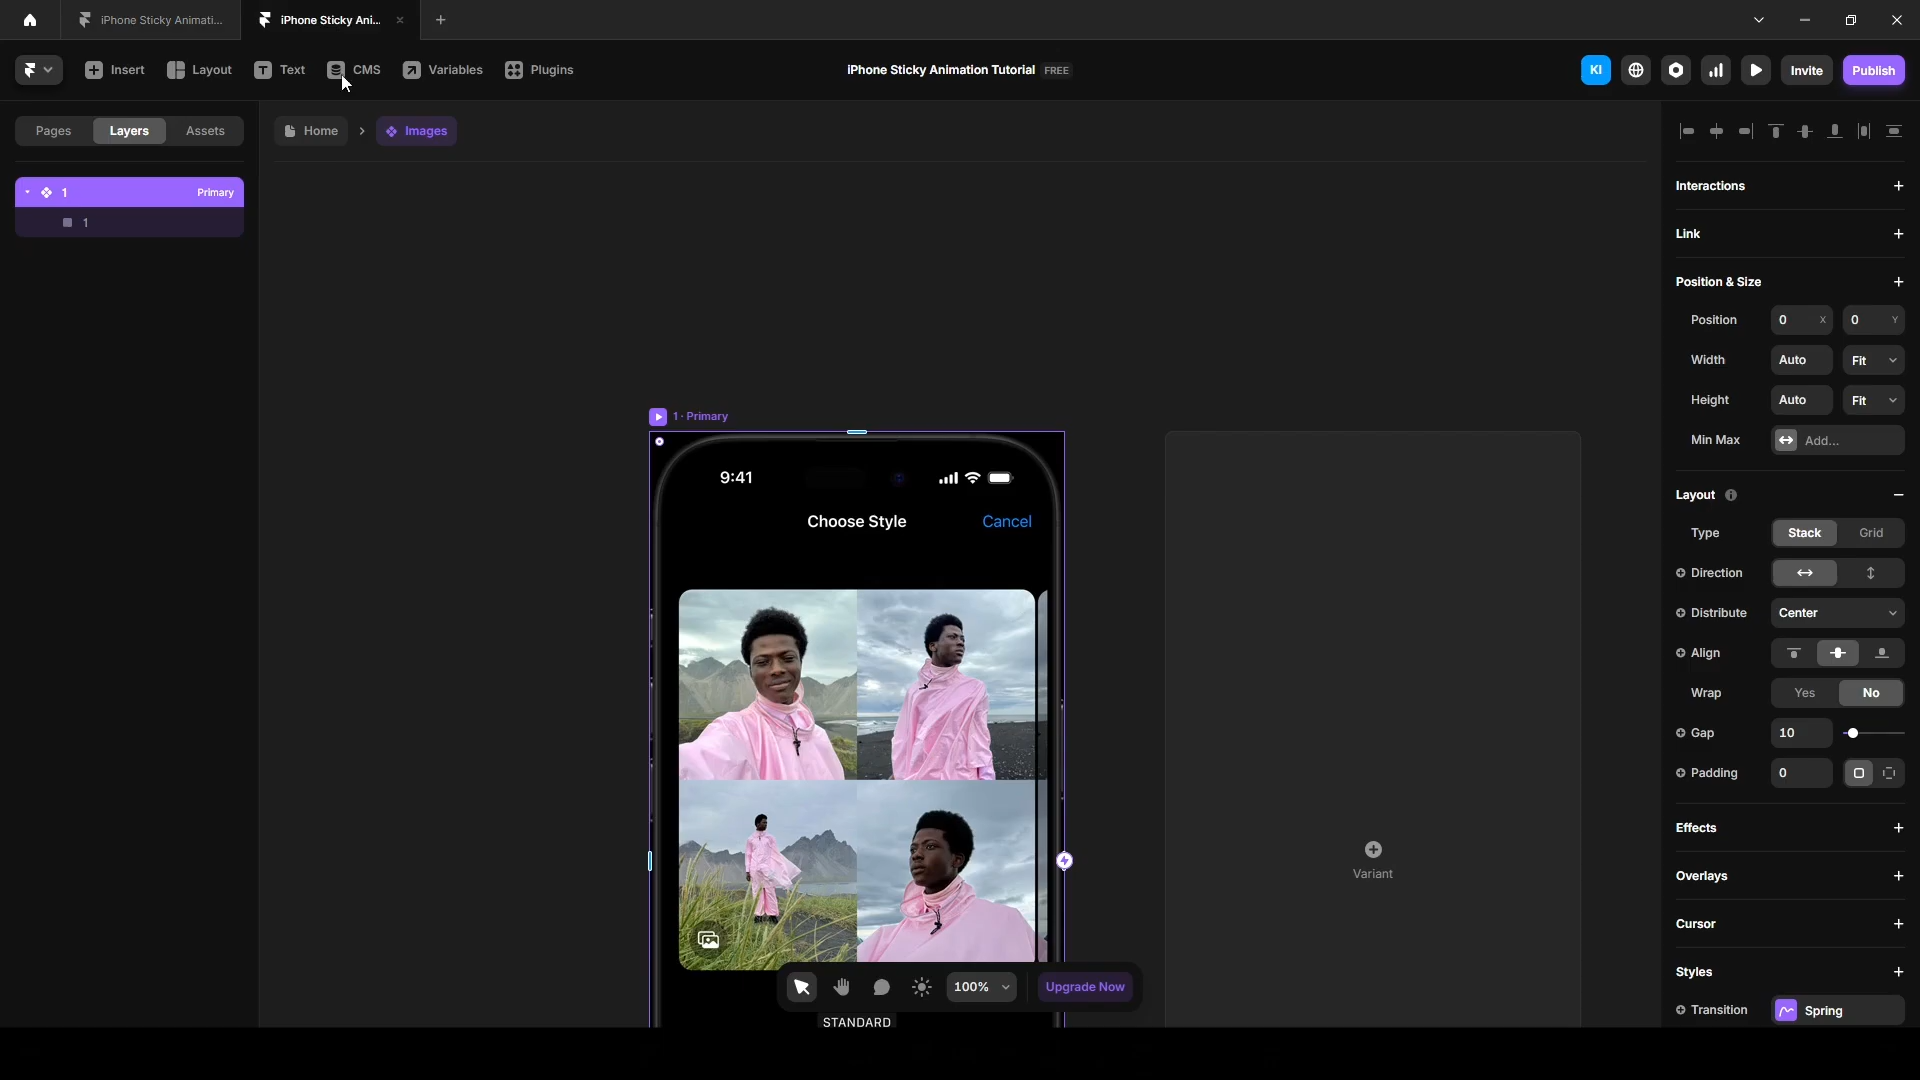 iPhone Sticky Animati...
iPhone Sticky Ani...
Insert
Layout
Text
CMS
Variables
Plugins
iPhone Sticky Animation Tutorial FREE
KI
Invite
Publish
Pages
Layers
Assets
Home
Images
1
Primary
1
1 · Primary
9:41
Choose Style
Cancel
STANDARD
Variant
100%
Upgrade Now
Interactions
Link
Position & Size
Position 0 X 0 Y
Width Auto Fit
Height Auto Fit
Min Max Add...
Layout
Type Stack Grid
Direction
Distribute Center
Align
Wrap Yes No
Gap 10
Padding 0
Effects
Overlays
Cursor
Styles
Transition Spring